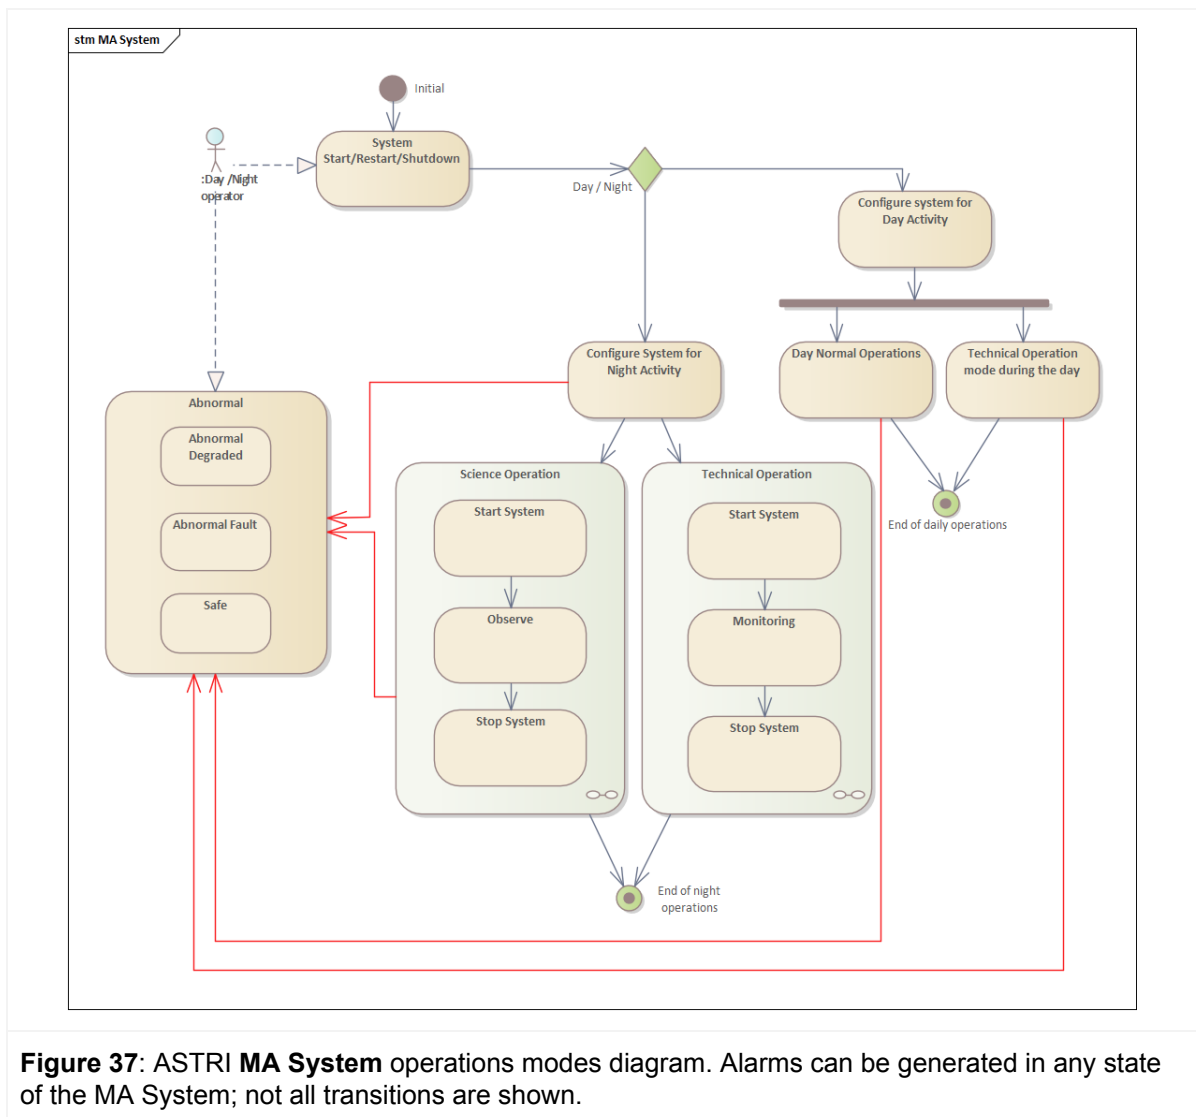 stm MA System
Initial
System
Start/Restart/Shutdown
:Day /Night
operator
Day / Night
Configure system for
Day Activity
Configure System for
Night Activity
Day Normal Operations
Technical Operation
mode during the day
Abnormal
Abnormal
Degraded
Abnormal Fault
Safe
Science Operation
Start System
Observe
Stop System
Technical Operation
Start System
Monitoring
Stop System
End of daily operations
End of night
operations
Figure 37: ASTRI MA System operations modes diagram. Alarms can be generated in any state
of the MA System; not all transitions are shown.